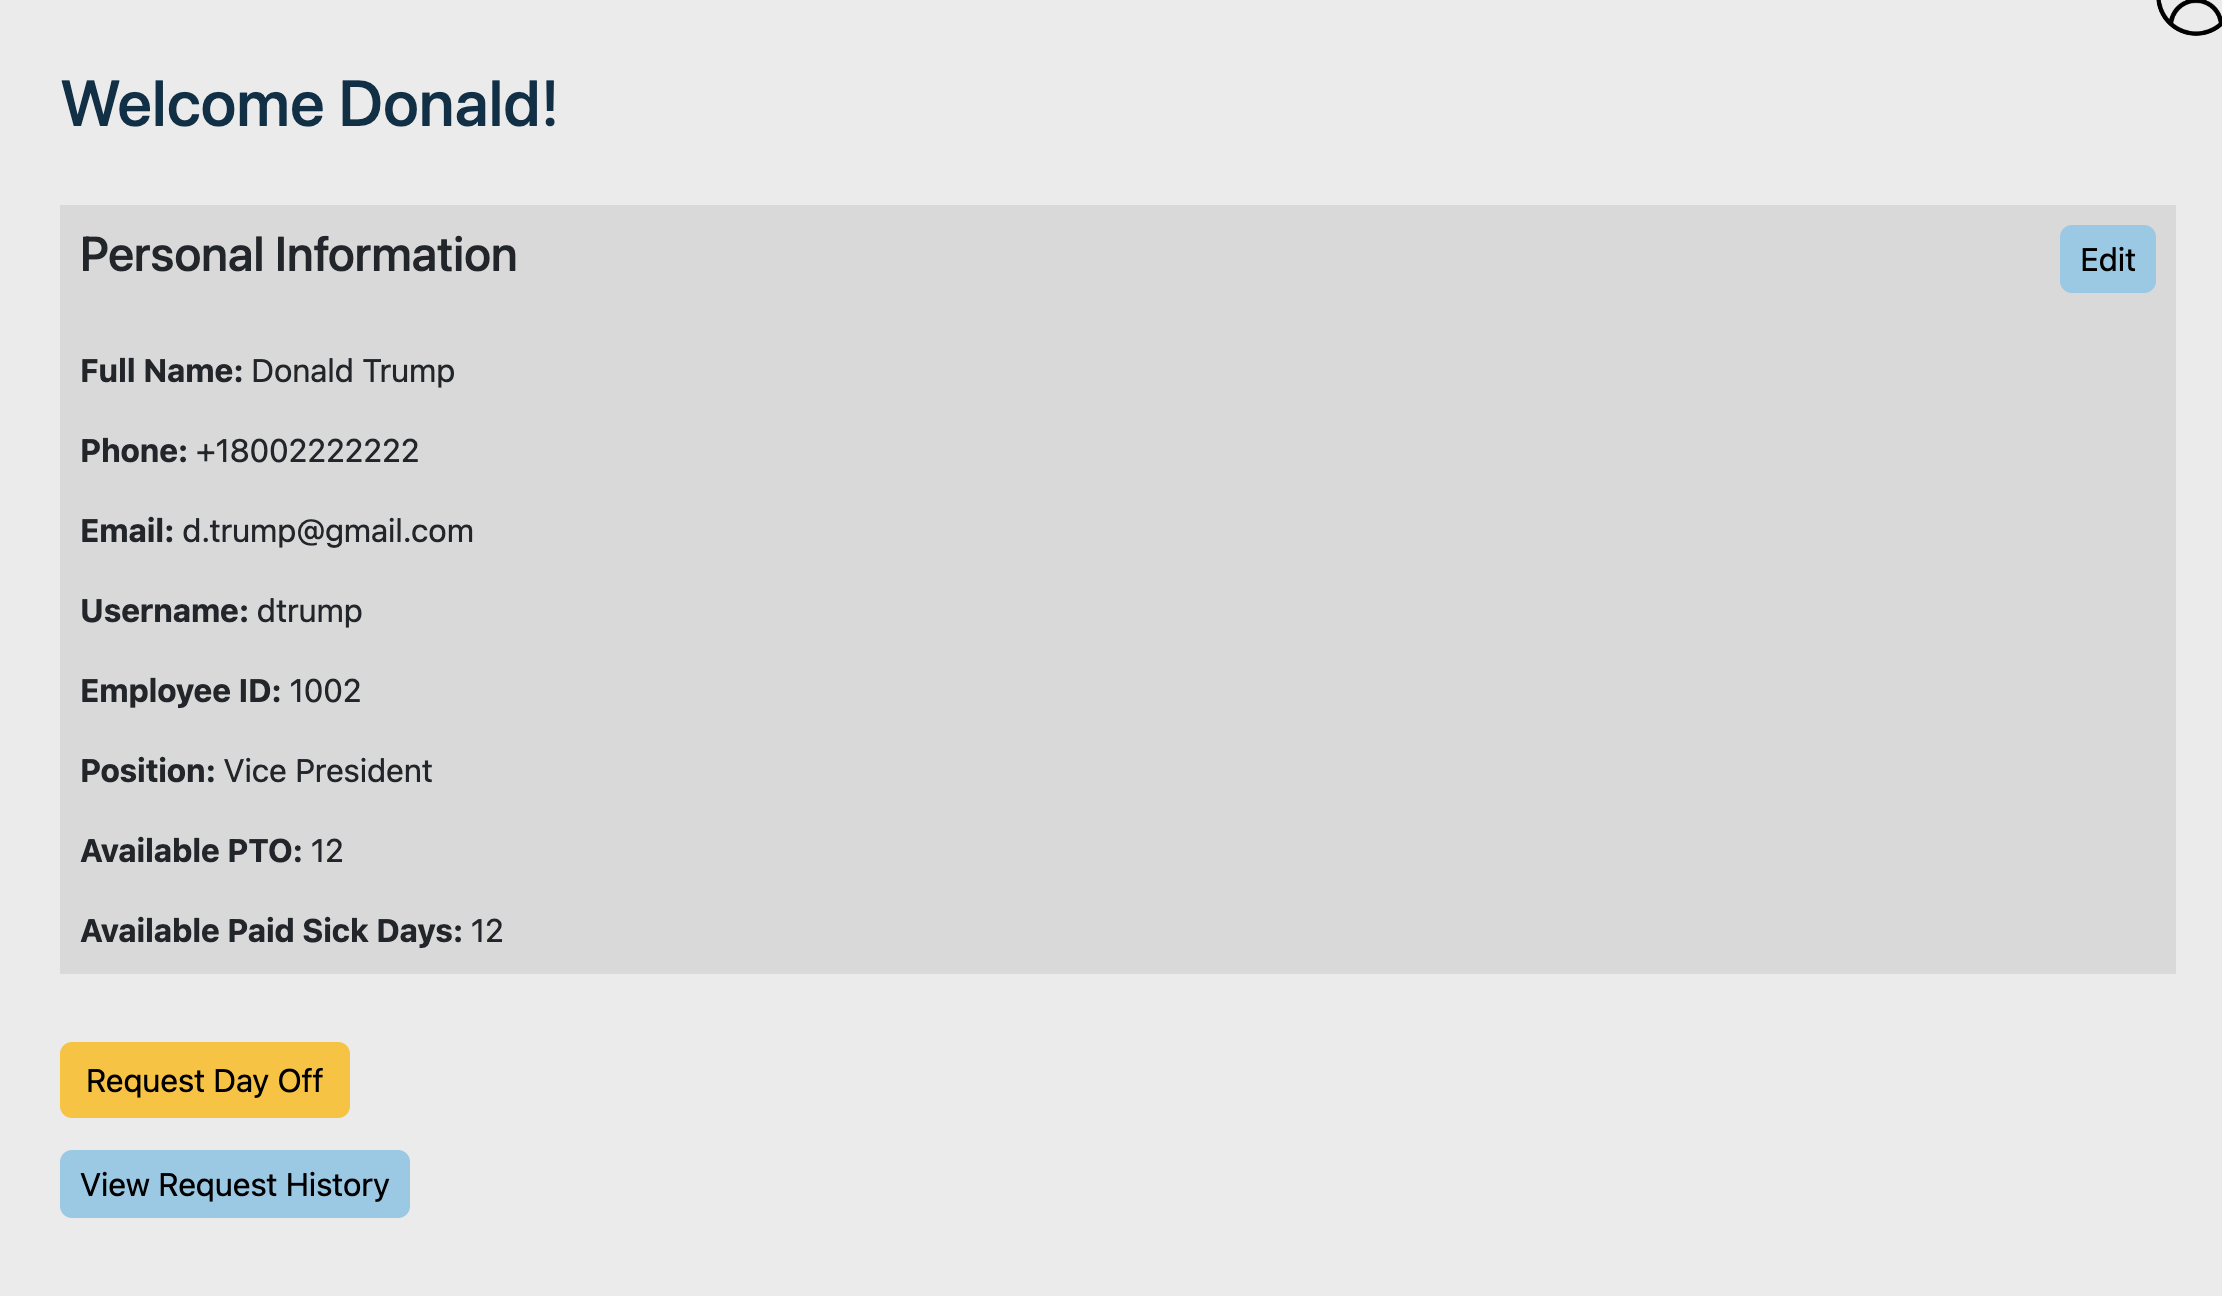 Welcome Donald!
Personal Information
Edit
Full Name: Donald Trump
Phone: +18002222222
Email: d.trump@gmail.com
Username: dtrump
Employee ID: 1002
Position: Vice President
Available PTO: 12
Available Paid Sick Days: 12
Request Day Off
View Request History